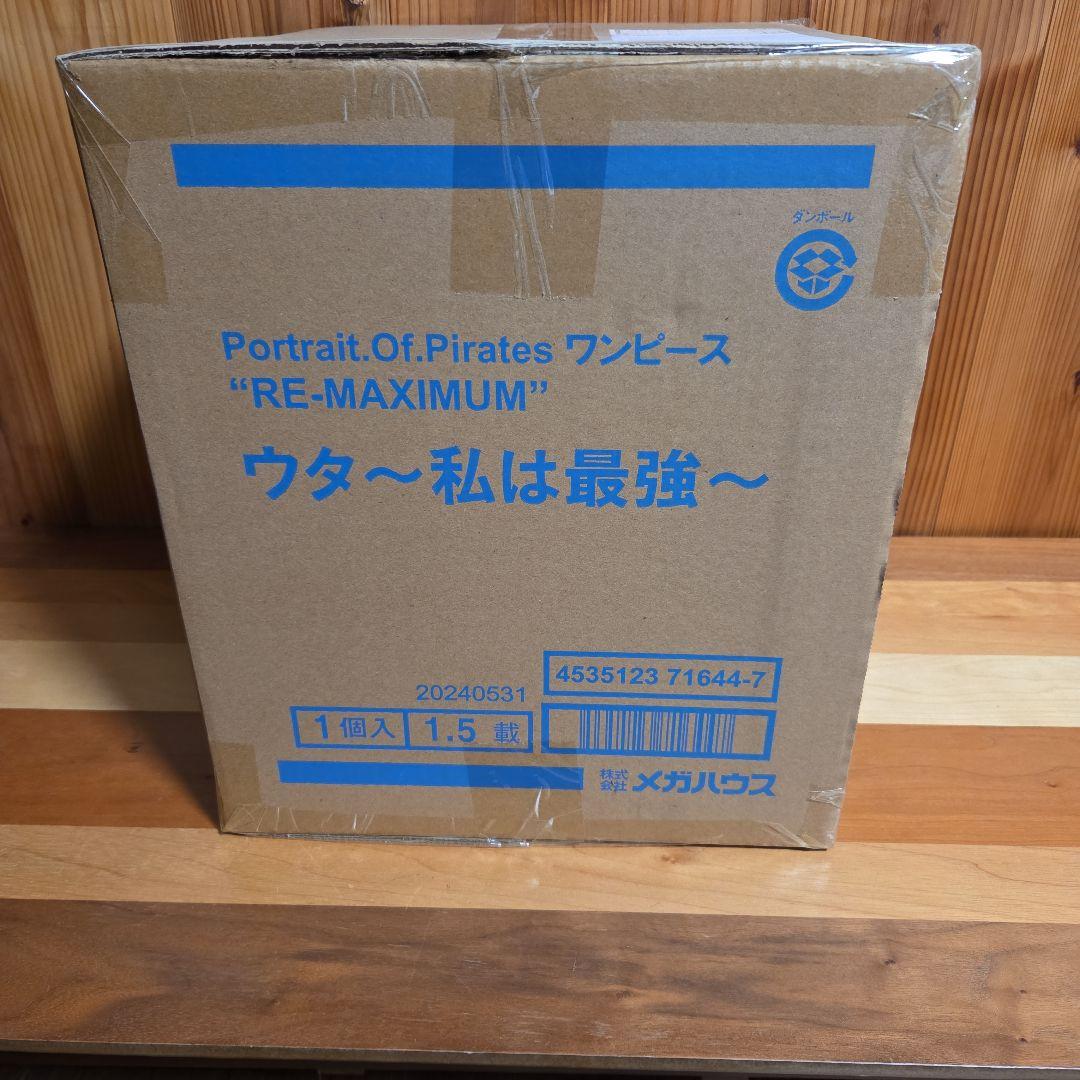 ダンボール
Portrait.Of.Pirates ワンピース
“RE-MAXIMUM”
ウタ～私は最強～
4535123 71644-7
20240531
1個入 1.5 載
株式会社 メガハウス